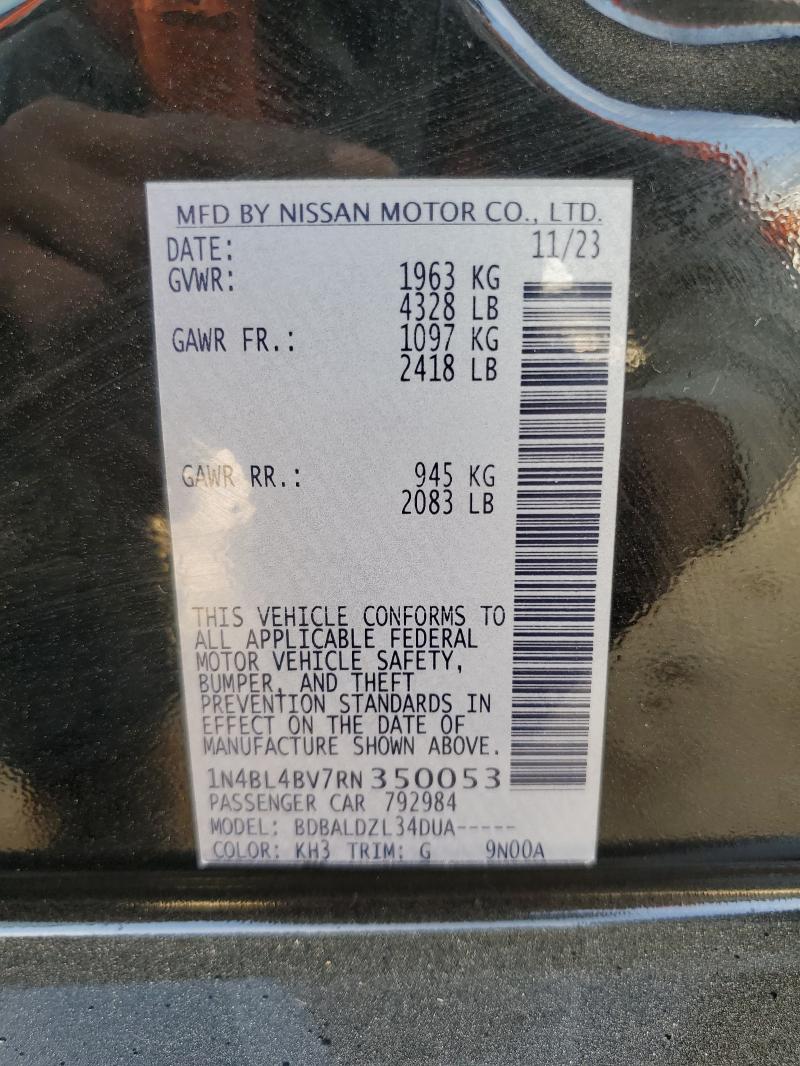 MFD BY NISSAN MOTOR CO., LTD.
DATE: 11/23
GVWR: 1963 KG
4328 LB
GAWR FR.: 1097 KG
2418 LB
GAWR RR.: 945 KG
2083 LB
THIS VEHICLE CONFORMS TO
ALL APPLICABLE FEDERAL
MOTOR VEHICLE SAFETY,
BUMPER, AND THEFT
PREVENTION STANDARDS IN
EFFECT ON THE DATE OF
MANUFACTURE SHOWN ABOVE.
1N4BL4BV7RN350053
PASSENGER CAR 792984
MODEL: BDBALDZL34DUA-----
COLOR: KH3 TRIM: G 9N00A